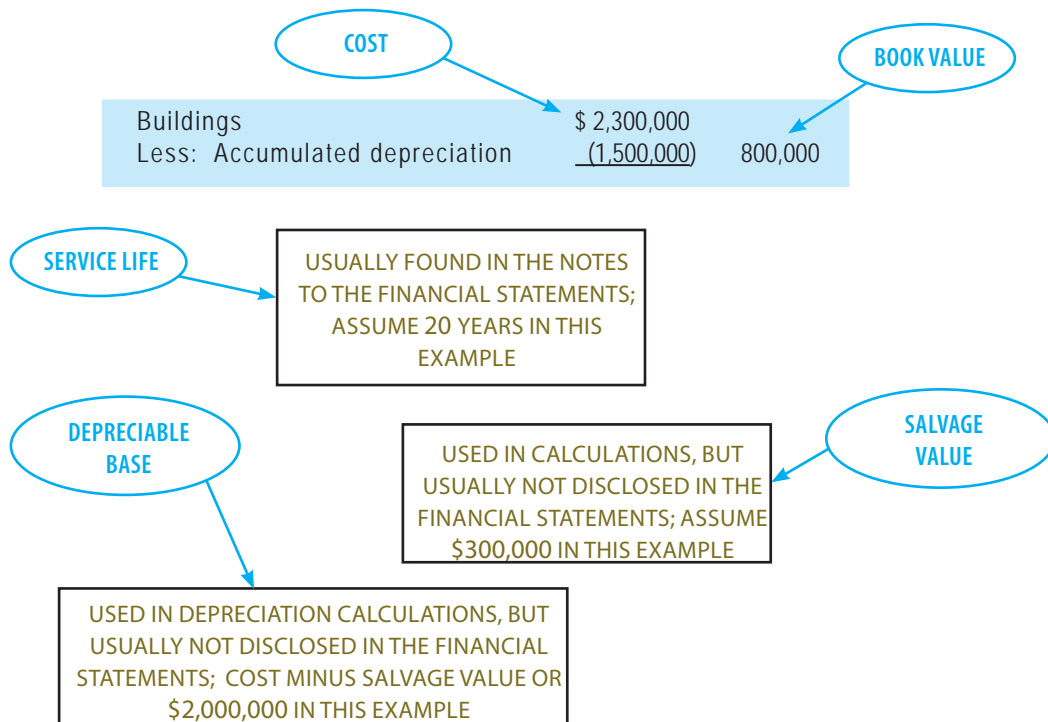 COST
BOOK VALUE
Buildings $ 2,300,000
Less: Accumulated depreciation (1,500,000) 800,000
SERVICE LIFE
USUALLY FOUND IN THE NOTES
TO THE FINANCIAL STATEMENTS;
ASSUME 20 YEARS IN THIS
EXAMPLE
DEPRECIABLE
BASE
SALVAGE
VALUE
USED IN CALCULATIONS, BUT
USUALLY NOT DISCLOSED IN THE
FINANCIAL STATEMENTS; ASSUME
$300,000 IN THIS EXAMPLE
USED IN DEPRECIATION CALCULATIONS, BUT
USUALLY NOT DISCLOSED IN THE FINANCIAL
STATEMENTS; COST MINUS SALVAGE VALUE OR
$2,000,000 IN THIS EXAMPLE